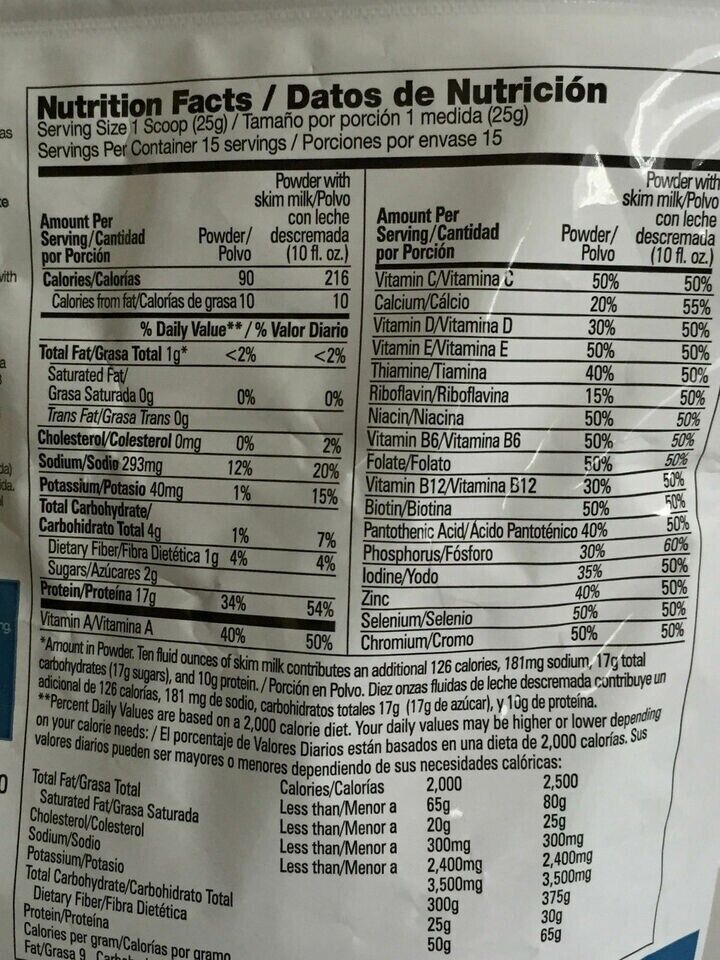 Nutrition Facts / Datos de Nutrición
Serving Size 1 Scoop (25g) / Tamaño por porción 1 medida (25g)
Servings Per Container 15 servings / Porciones por envase 15
Amount Per Serving/Cantidad por Porción
Powder/Polvo
Powder with skim milk/Polvo con leche descremada (10 fl. oz.)
Calories/Calorías 90 216
Calories from fat/Calorías de grasa 10 10
% Daily Value** / % Valor Diario
Total Fat/Grasa Total 1g* <2% <2%
Saturated Fat/
Grasa Saturada 0g 0% 0%
Trans Fat/Grasa Trans 0g
Cholesterol/Colesterol 0mg 0% 2%
Sodium/Sodio 293mg 12% 20%
Potassium/Potasio 40mg 1% 15%
Total Carbohydrate/
Carbohidrato Total 4g 1% 7%
Dietary Fiber/Fibra Dietética 1g 4% 4%
Sugars/Azúcares 2g
Protein/Proteína 17g 34% 54%
Vitamin A/Vitamina A 40% 50%
Amount Per Serving/Cantidad por Porción
Powder/Polvo
Powder with skim milk/Polvo con leche descremada (10 fl. oz.)
Vitamin C/Vitamina C 50% 50%
Calcium/Cálcio 20% 55%
Vitamin D/Vitamina D 30% 50%
Vitamin E/Vitamina E 50% 50%
Thiamine/Tiamina 40% 50%
Riboflavin/Riboflavina 15% 50%
Niacin/Niacina 50% 50%
Vitamin B6/Vitamina B6 50% 50%
Folate/Folato 50% 50%
Vitamin B12/Vitamina B12 30% 50%
Biotin/Biotina 50% 50%
Pantothenic Acid/Ácido Pantoténico 40% 50%
Phosphorus/Fósforo 30% 60%
Iodine/Yodo 35% 50%
Zinc 40% 50%
Selenium/Selenio 50% 50%
Chromium/Cromo 50% 50%
*Amount in Powder. Ten fluid ounces of skim milk contributes an additional 126 calories, 181mg sodium, 17g total
carbohydrates (17g sugars), and 10g protein. / Porción en Polvo. Diez onzas fluidas de leche descremada contribuye un
adicional de 126 calorías, 181 mg de sodio, carbohidratos totales 17g (17g de azúcar), y 10g de proteína.
**Percent Daily Values are based on a 2,000 calorie diet. Your daily values may be higher or lower depending
on your calorie needs: / El porcentaje de Valores Diarios están basados en una dieta de 2,000 calorías. Sus
valores diarios pueden ser mayores o menores dependiendo de sus necesidades calóricas:
Calories/Calorías 2,000 2,500
Total Fat/Grasa Total Less than/Menor a 65g 80g
Saturated Fat/Grasa Saturada Less than/Menor a 20g 25g
Cholesterol/Colesterol Less than/Menor a 300mg 300mg
Sodium/Sodio Less than/Menor a 2,400mg 2,400mg
Potassium/Potasio 3,500mg 3,500mg
Total Carbohydrate/Carbohidrato Total 300g 375g
Dietary Fiber/Fibra Dietética 25g 30g
Protein/Proteína 50g 65g
Calories per gram/Calorías por gramo
Fat/Grasa 9